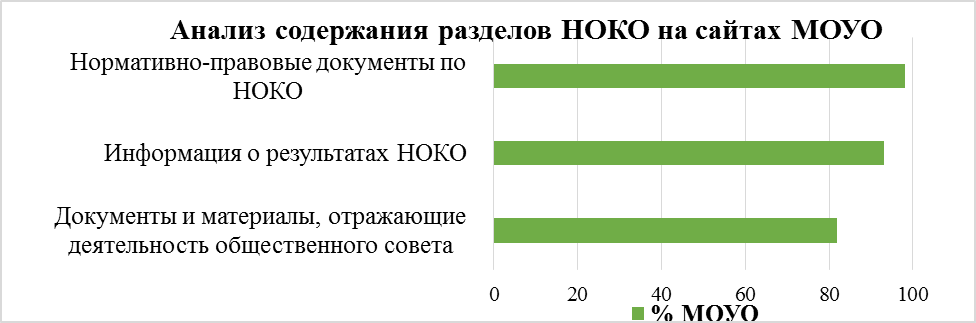 Анализ содержания разделов НОКО на сайтах МОУО
Нормативно-правовые документы по
НОКО
Информация о результатах НОКО
Документы и материалы, отражающие
деятельность общественного совета
0 20 40 60 80 100
% МОУО